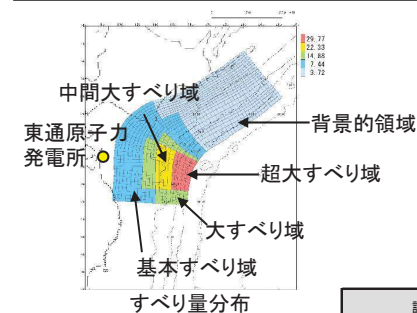 29.77
22.33
14.88
7.44
3.72
中間大すべり域
背景的領域
東通原子力
発電所
超大すべり域
大すべり域
基本すべり域
すべり量分布